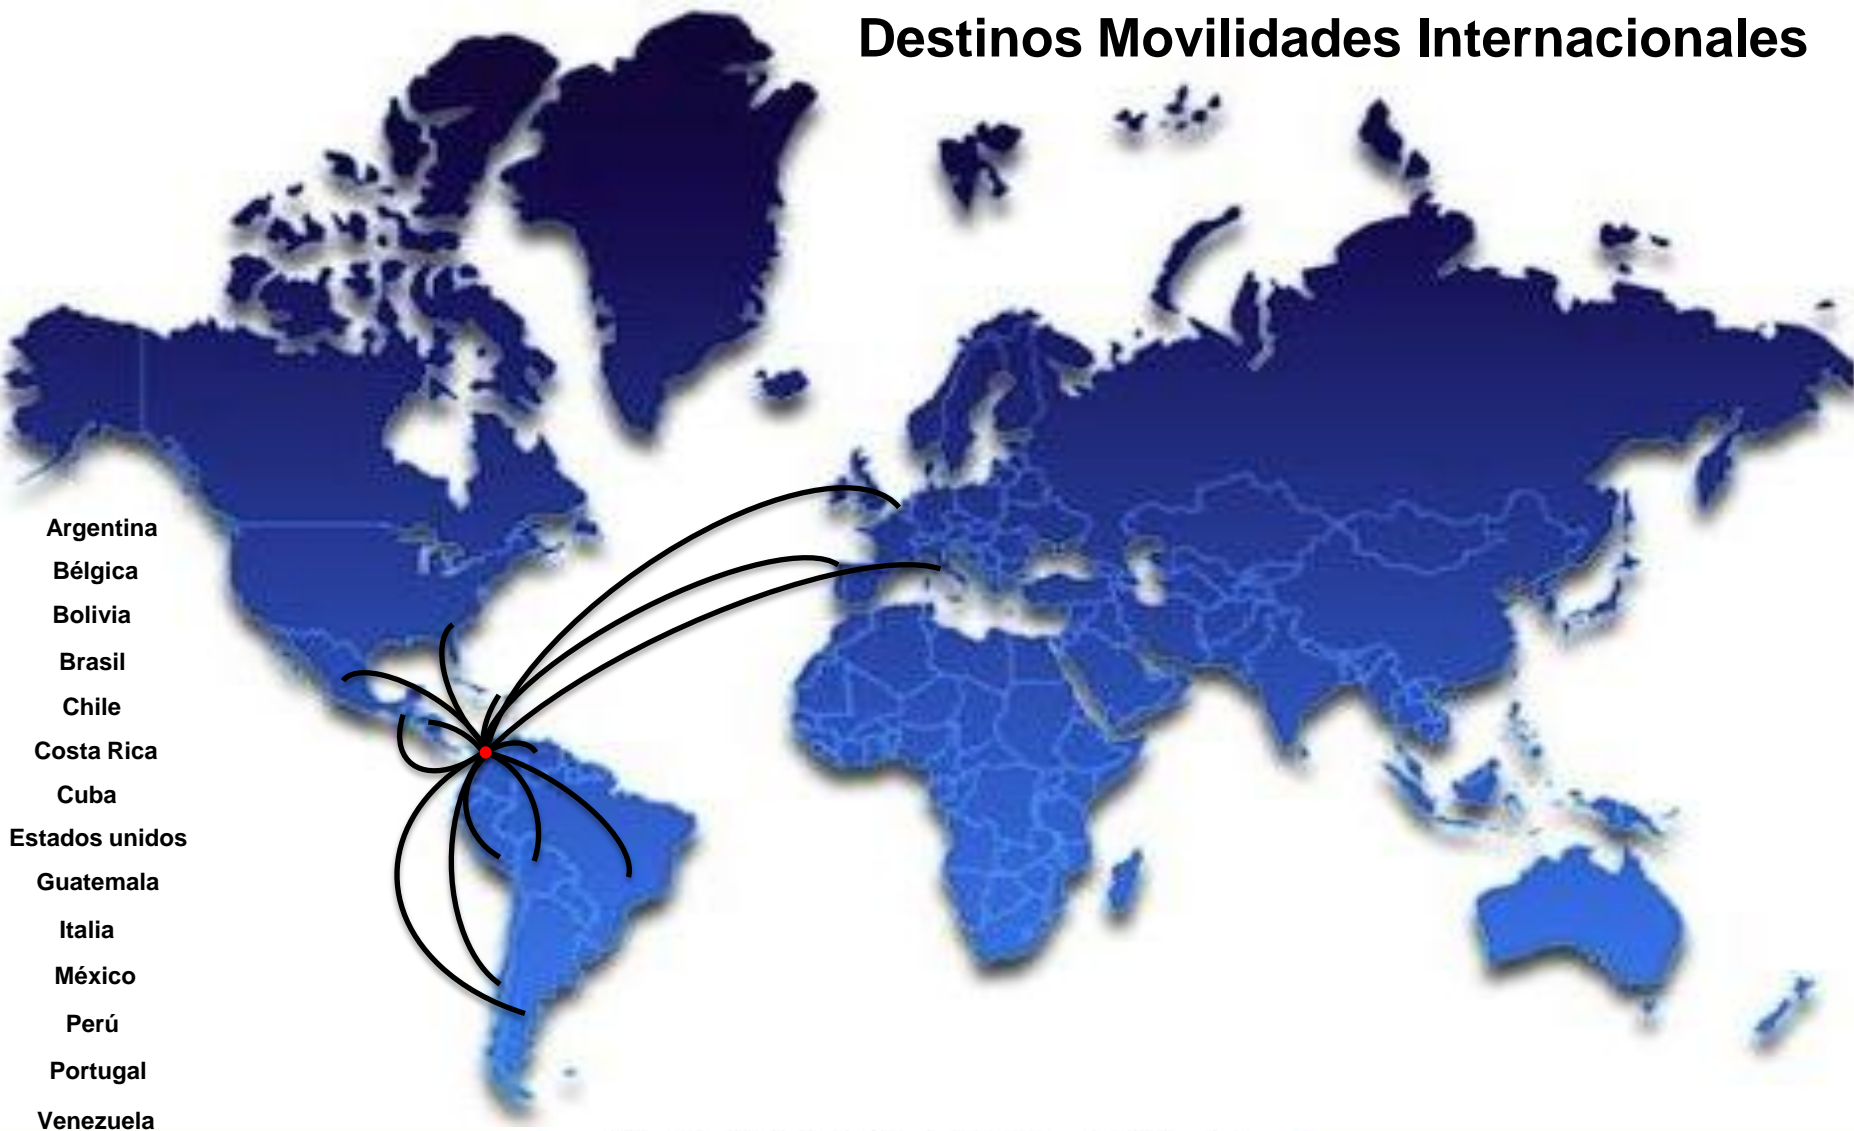 Destinos Movilidades Internacionales
Argentina
Bélgica
Bolivia
Brasil
Chile
Costa Rica
Cuba
Estados unidos
Guatemala
Italia
México
Perú
Portugal
Venezuela